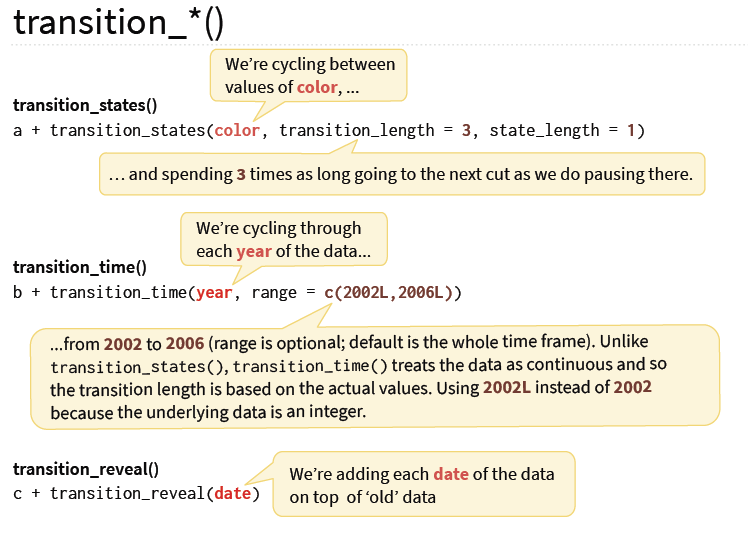 transition_*()
We're cycling between
values of color, ...
transition_states()
a + transition_states(color, transition_length = 3, state_length = 1)
... and spending 3 times as long going to the next cut as we do pausing there.
We're cycling through
each year of the data...
transition_time()
b + transition_time(year, range = c(2002L,2006L))
...from 2002 to 2006 (range is optional; default is the whole time frame). Unlike
transition_states(), transition_time() treats the data as continuous and so
the transition length is based on the actual values. Using 2002L instead of 2002
because the underlying data is an integer.
transition_reveal()
c + transition_reveal(date)
We're adding each date of the data
on top of 'old' data